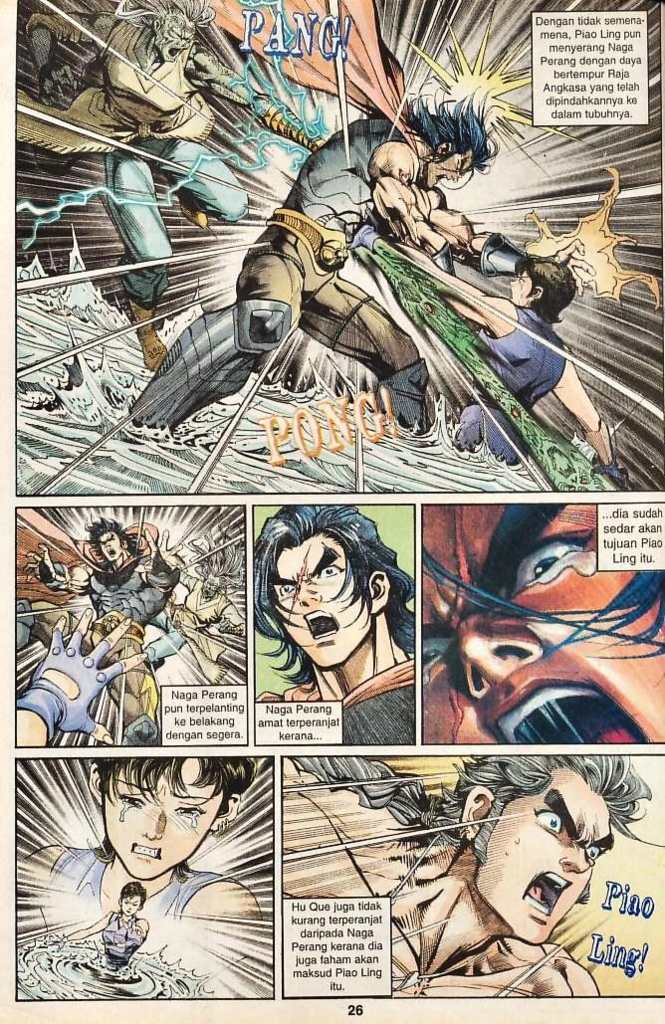 PANG!
Dengan tidak semena-
mena, Piao Ling pun
menyerang Naga
Perang dengan daya
bertempur Raja
Angkasa yang telah
dipindahkannya ke
dalam tubuhnya.
PONG!
Naga Perang
pun terpelanting
ke belakang
dengan segera.
Naga Perang
amat terperanjat
kerana...
...dia sudah
sedar akan
tujuan Piao
Ling itu.
Hu Que juga tidak
kurang terperanjat
daripada Naga
Perang kerana dia
juga faham akan
maksud Piao Ling
itu.
Piao
Ling!
26